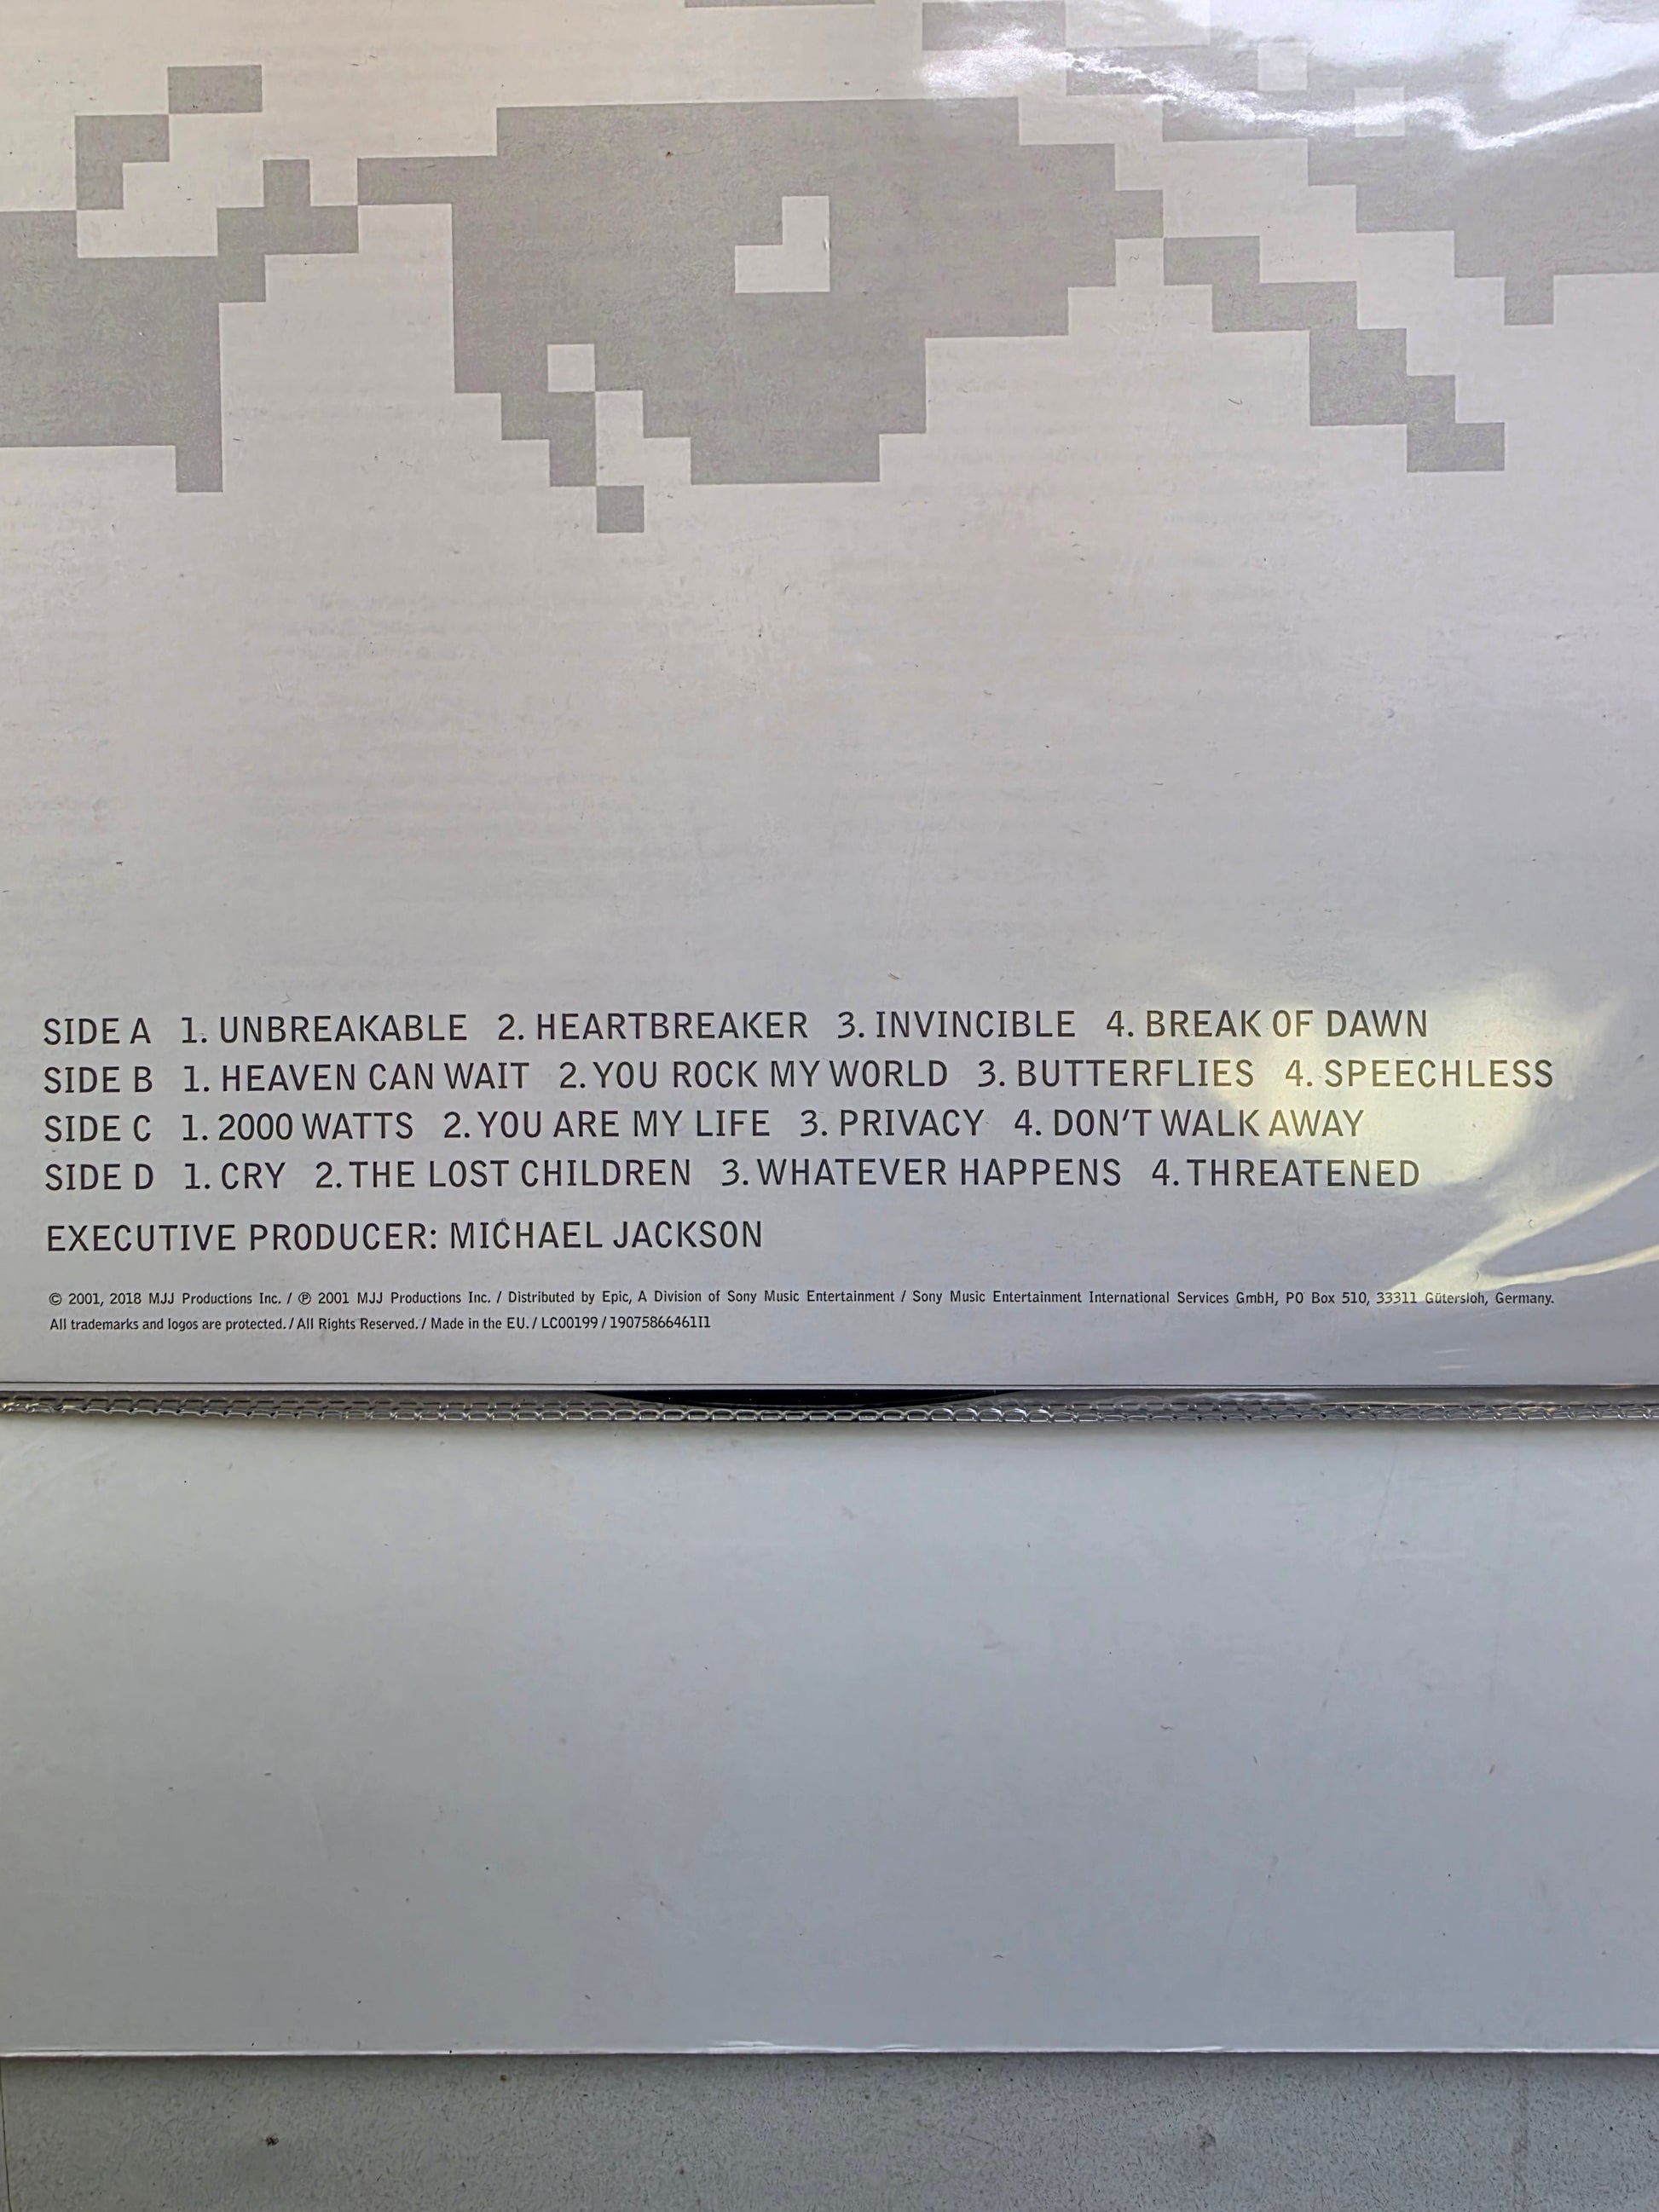 SIDE A 1. UNBREAKABLE 2. HEARTBREAKER 3. INVINCIBLE 4. BREAK OF DAWN
SIDE B 1. HEAVEN CAN WAIT 2. YOU ROCK MY WORLD 3. BUTTERFLIES 4. SPEECHLESS
SIDE C 1. 2000 WATTS 2. YOU ARE MY LIFE 3. PRIVACY 4. DON'T WALK AWAY
SIDE D 1. CRY 2. THE LOST CHILDREN 3. WHATEVER HAPPENS 4. THREATENED
EXECUTIVE PRODUCER: MICHAEL JACKSON
© 2001, 2018 MJJ Productions Inc. / ℗ 2001 MJJ Productions Inc. / Distributed by Epic, A Division of Sony Music Entertainment / Sony Music Entertainment International Services GmbH, PO Box 510, 33311 Gütersloh, Germany.
All trademarks and logos are protected. / All Rights Reserved. / Made in the EU. / LC00199 / 19075866461I1